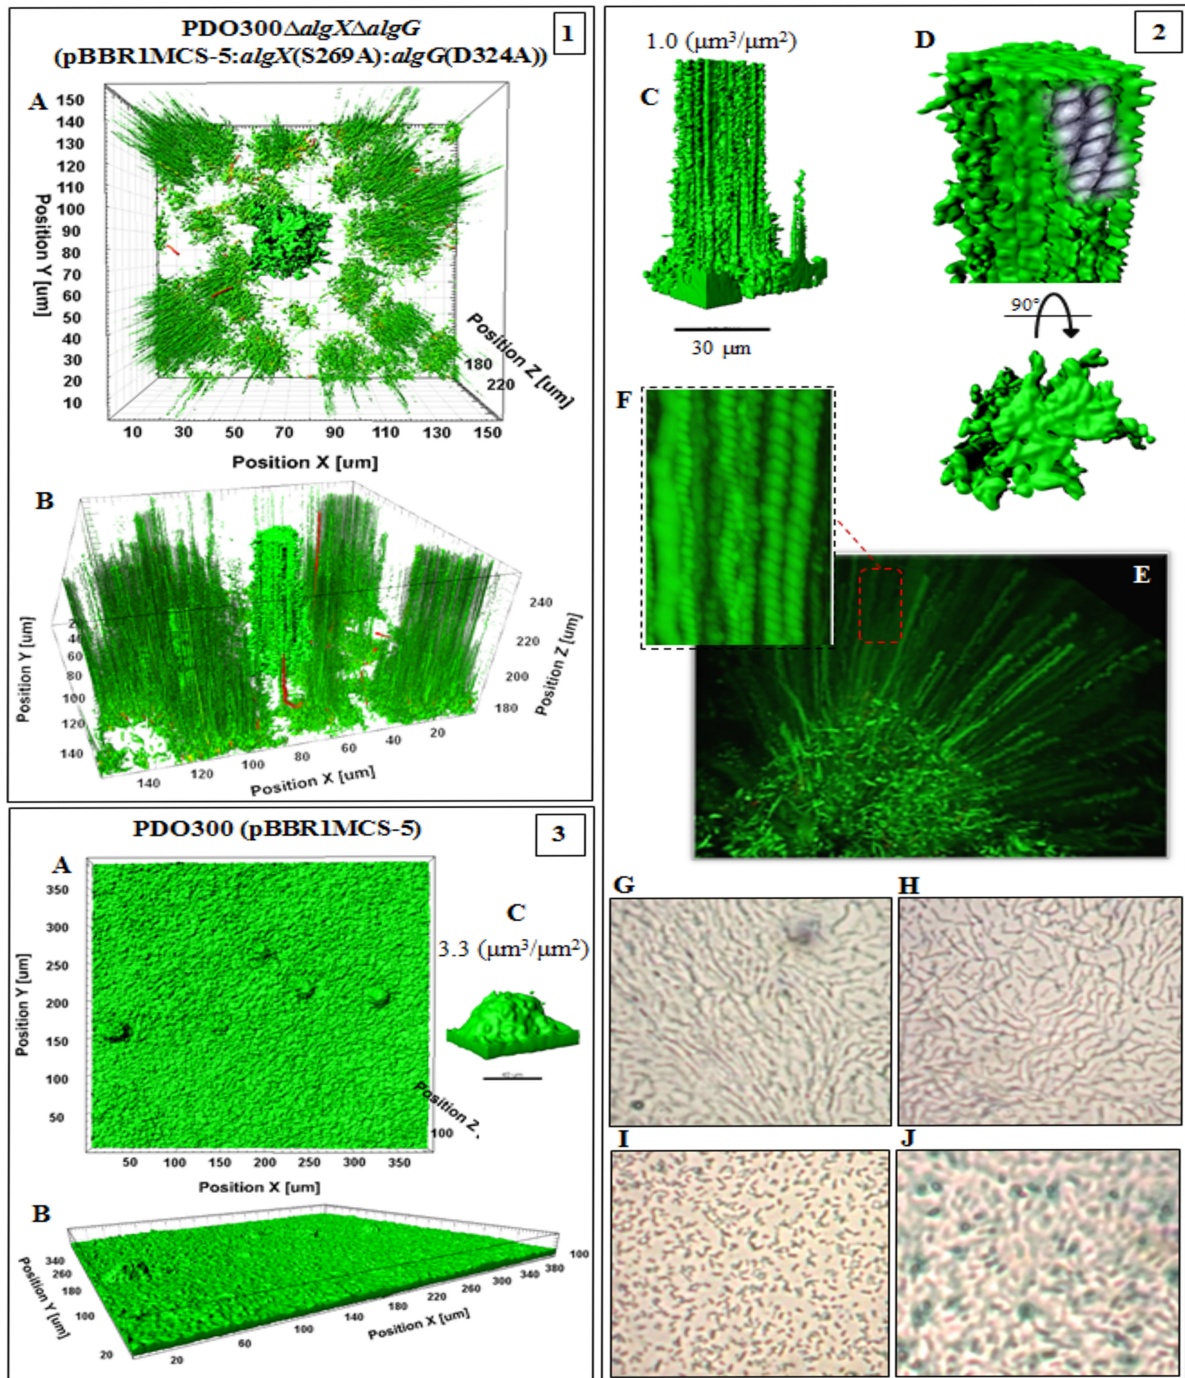 PDO300ΔalgXΔalgG
(pBBR1MCS-5:algX(S269A):algG(D324A))
1
A
150
140
130
120
110
100
90
80
70
60
50
40
30
20
10
Position Y [um]
10 30 50 70 90 110 130 150
Position X [um]
180
220
Position Z [um]
B
Position Y [um]
20
40
60
80
100
120
140
140 120 100 80 60 40 20
Position X [um]
240
220
200
180
Position Z [um]
2
1.0 (μm³/μm²)
C
30 μm
D
90°
F
E
G
H
I
J
PDO300 (pBBR1MCS-5)
3
A
350
300
250
200
150
100
50
Position Y [um]
50 100 150 200 250 300 350
Position X [um]
Position Z.
100
C
3.3 (μm³/μm²)
B
340
260
180
100
20
Position Y [um]
20 60 100 140 180 220 260 300 340 380
Position X [um]
100